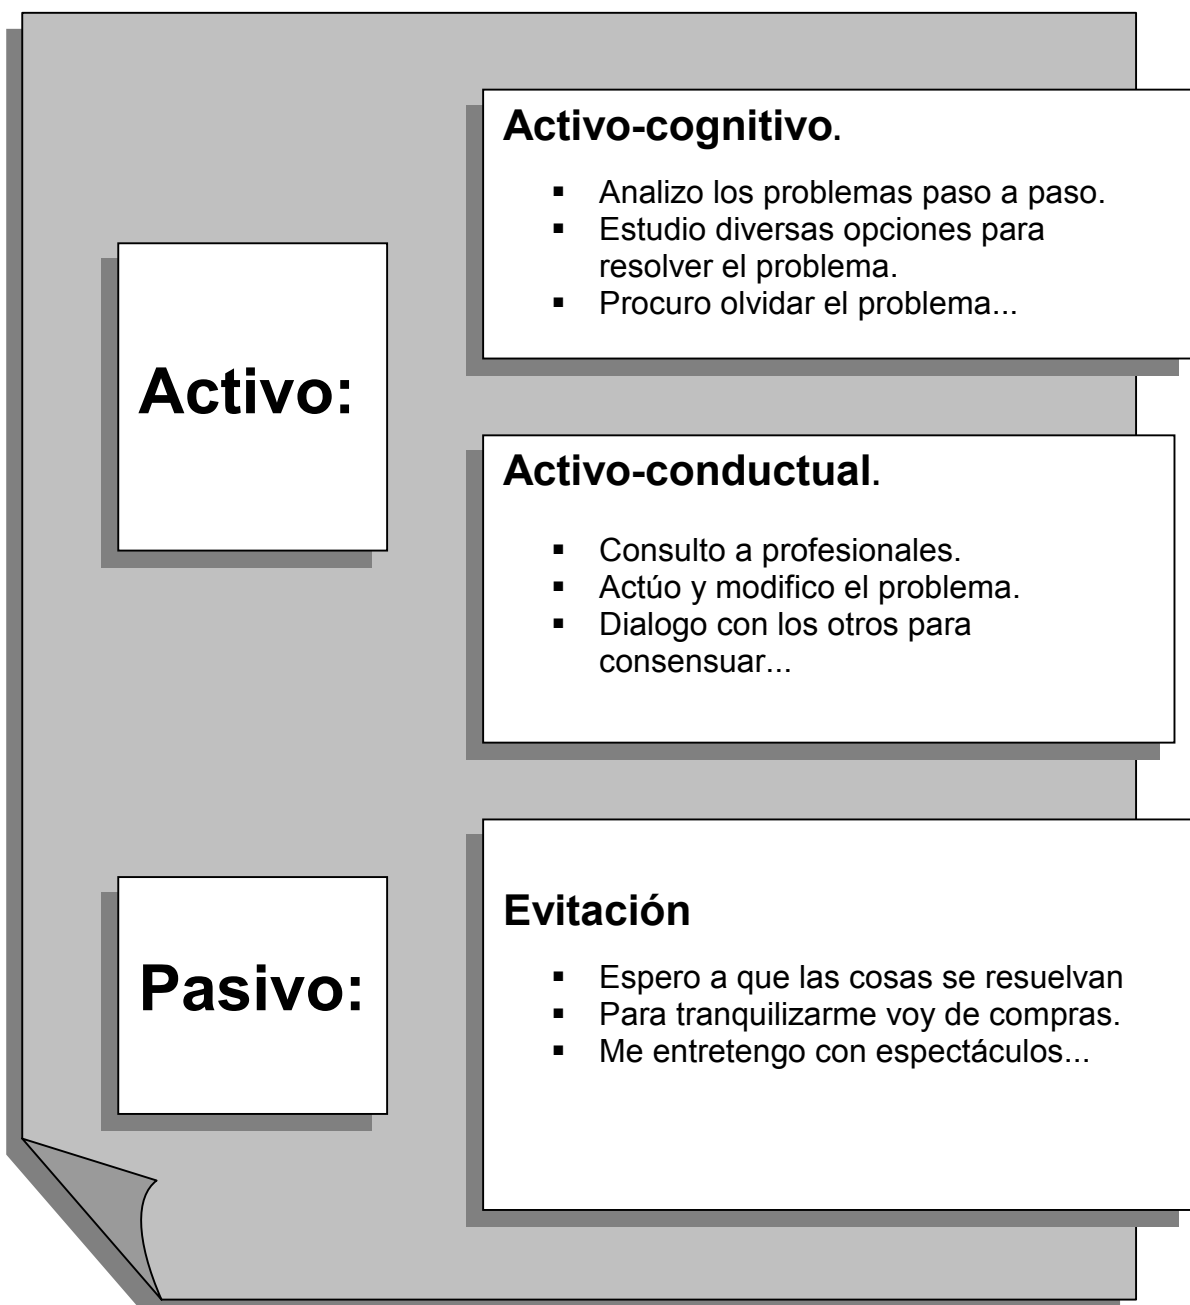 Activo:
Activo-cognitivo.
▪ Analizo los problemas paso a paso.
▪ Estudio diversas opciones para
resolver el problema.
▪ Procuro olvidar el problema...
Activo-conductual.
▪ Consulto a profesionales.
▪ Actúo y modifico el problema.
▪ Dialogo con los otros para
consensuar...
Pasivo:
Evitación
▪ Espero a que las cosas se resuelvan
▪ Para tranquilizarme voy de compras.
▪ Me entretengo con espectáculos...